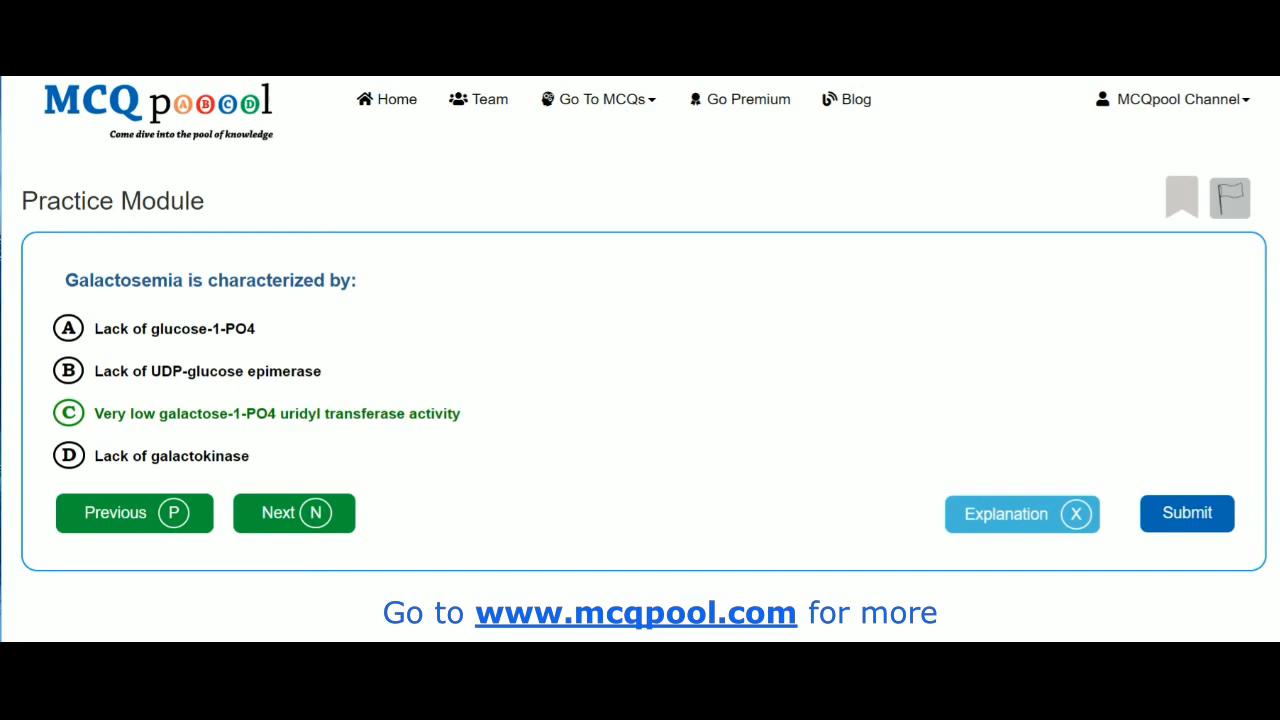 MCQ pooool
A B C D
Come dive into the pool of knowledge
Home Team Go To MCQs Go Premium Blog MCQpool Channel
Practice Module
Galactosemia is characterized by:
A Lack of glucose-1-PO4
B Lack of UDP-glucose epimerase
C Very low galactose-1-PO4 uridyl transferase activity
D Lack of galactokinase
Previous P Next N Explanation X Submit
Go to www.mcqpool.com for more